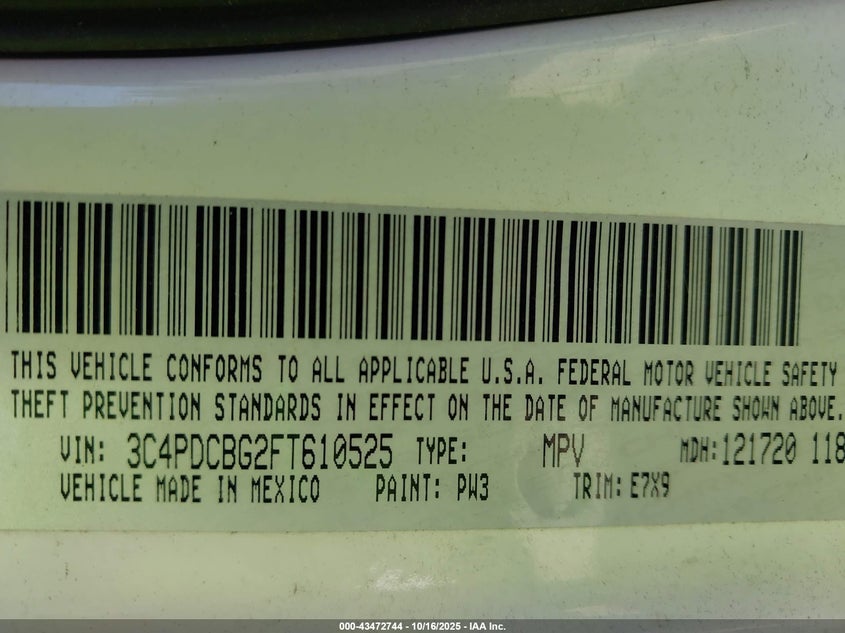 THIS VEHICLE CONFORMS TO ALL APPLICABLE U.S.A. FEDERAL MOTOR VEHICLE SAFETY
THEFT PREVENTION STANDARDS IN EFFECT ON THE DATE OF MANUFACTURE SHOWN ABOVE.
VIN: 3C4PDCBG2FT610525 TYPE: MPV MDH:121720 118
VEHICLE MADE IN MEXICO PAINT: PW3 TRIM: E7X9
000-43472744 - 10/16/2025 - IAA Inc.